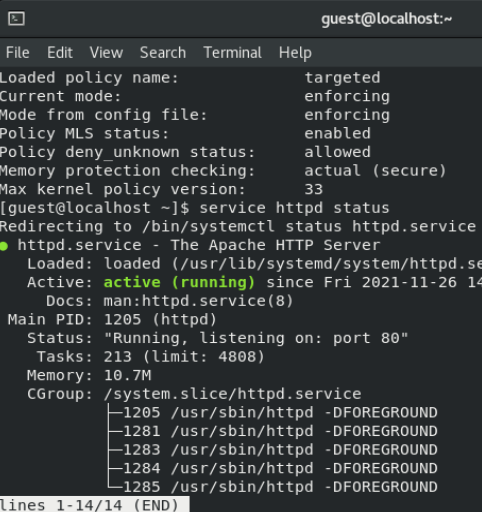 guest@localhost:~
File Edit View Search Terminal Help
Loaded policy name: targeted
Current mode: enforcing
Mode from config file: enforcing
Policy MLS status: enabled
Policy deny_unknown status: allowed
Memory protection checking: actual (secure)
Max kernel policy version: 33
[guest@localhost ~]$ service httpd status
Redirecting to /bin/systemctl status httpd.service
● httpd.service - The Apache HTTP Server
Loaded: loaded (/usr/lib/systemd/system/httpd.se
Active: active (running) since Fri 2021-11-26 14
Docs: man:httpd.service(8)
Main PID: 1205 (httpd)
Status: "Running, listening on: port 80"
Tasks: 213 (limit: 4808)
Memory: 10.7M
CGroup: /system.slice/httpd.service
├─1205 /usr/sbin/httpd -DFOREGROUND
├─1281 /usr/sbin/httpd -DFOREGROUND
├─1283 /usr/sbin/httpd -DFOREGROUND
├─1284 /usr/sbin/httpd -DFOREGROUND
└─1285 /usr/sbin/httpd -DFOREGROUND
lines 1-14/14 (END)